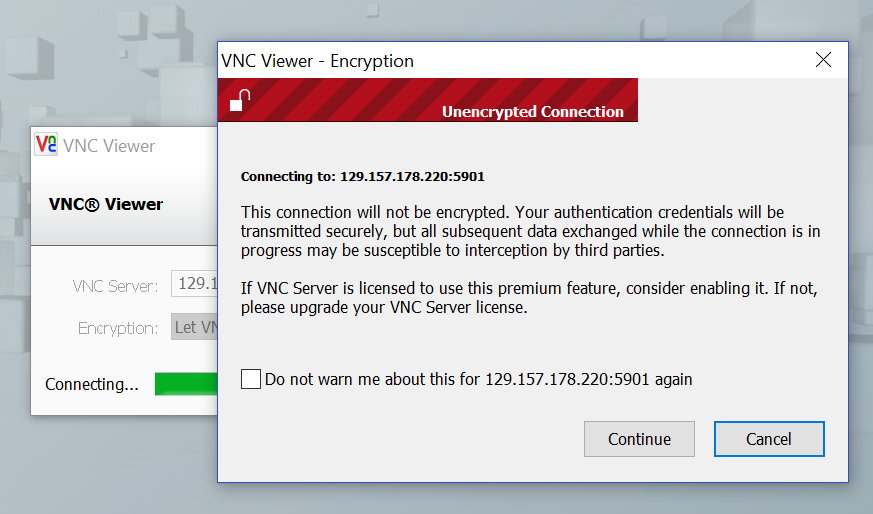 VNC Viewer - Encryption
Unencrypted Connection
Connecting to: 129.157.178.220:5901
This connection will not be encrypted. Your authentication credentials will be
transmitted securely, but all subsequent data exchanged while the connection is in
progress may be susceptible to interception by third parties.
If VNC Server is licensed to use this premium feature, consider enabling it. If not,
please upgrade your VNC Server license.
Do not warn me about this for 129.157.178.220:5901 again
Continue
Cancel
VNC Viewer
VNC® Viewer
VNC Server:
129.1
Encryption:
Let VN
Connecting...